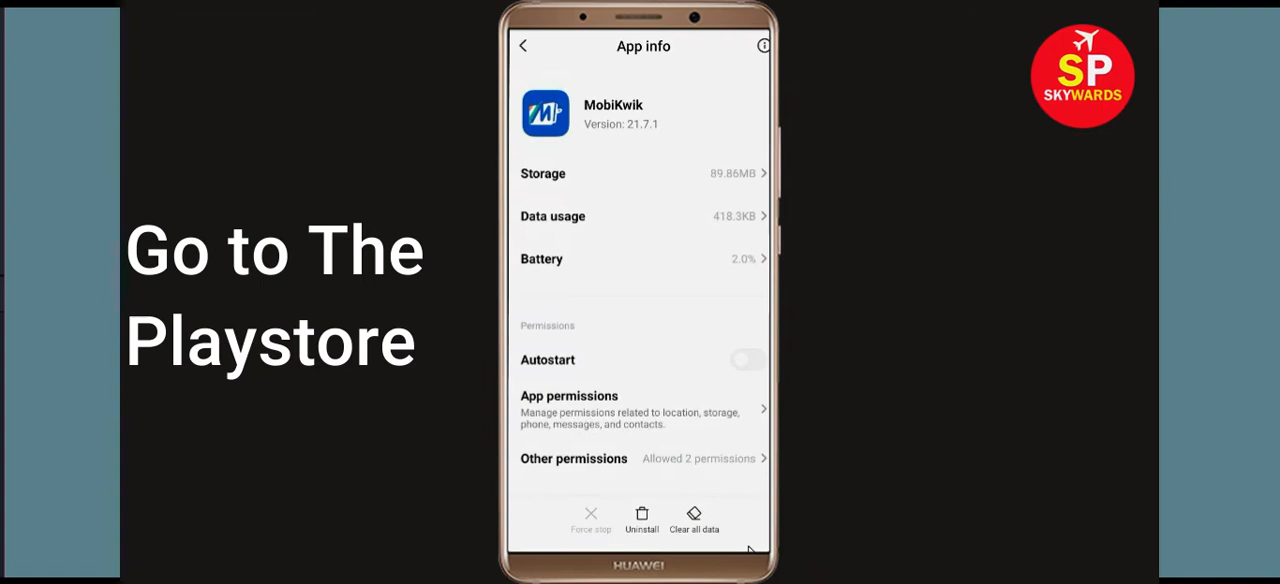 App info
MobiKwik
Version: 21.7.1
Storage 89.86MB
Data usage 418.3KB
Battery 2.0%
Permissions
Autostart
App permissions
Manage permissions related to location, storage,
phone, messages, and contacts.
Other permissions Allowed 2 permissions
Force stop Uninstall Clear all data
HUAWEI
Go to The
Playstore
SP
SKYWARDS